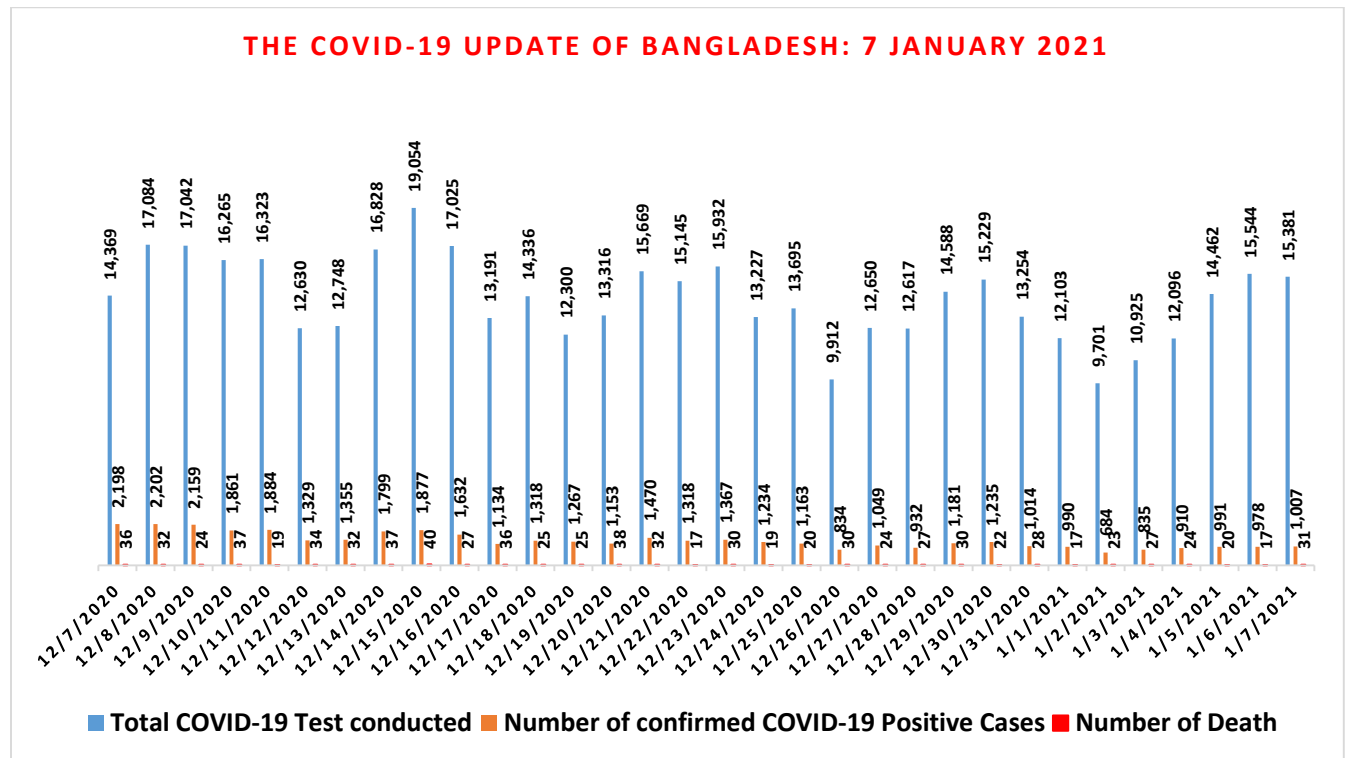 THE COVID-19 UPDATE OF BANGLADESH: 7 JANUARY 2021
14,369 17,084 17,042 16,265 16,323 12,630 12,748 16,828 19,054 17,025 13,191 14,336 12,300 13,316 15,669 15,145 15,932 13,227 13,695 9,912 12,650 12,617 14,588 15,229 13,254 12,103 9,701 10,925 12,096 14,462 15,544 15,381
2,198 2,202 2,159 1,861 1,884 1,329 1,355 1,799 1,877 1,632 1,134 1,318 1,267 1,153 1,470 1,318 1,367 1,234 1,163 834 1,049 932 1,181 1,235 1,014 990 684 835 910 991 978 1,007
36 32 24 37 19 34 32 37 40 27 36 25 25 38 32 17 30 19 20 30 24 27 30 22 28 17 23 27 24 20 17 31
12/7/2020 12/8/2020 12/9/2020 12/10/2020 12/11/2020 12/12/2020 12/13/2020 12/14/2020 12/15/2020 12/16/2020 12/17/2020 12/18/2020 12/19/2020 12/20/2020 12/21/2020 12/22/2020 12/23/2020 12/24/2020 12/25/2020 12/26/2020 12/27/2020 12/28/2020 12/29/2020 12/30/2020 12/31/2020 1/1/2021 1/2/2021 1/3/2021 1/4/2021 1/5/2021 1/6/2021 1/7/2021
Total COVID-19 Test conducted Number of confirmed COVID-19 Positive Cases Number of Death